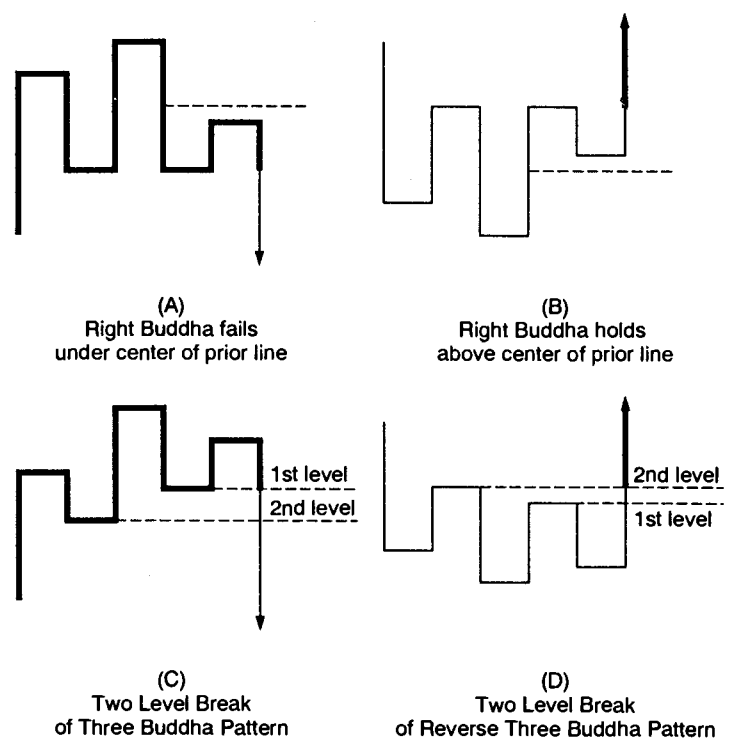 (A)
Right Buddha fails
under center of prior line
(B)
Right Buddha holds
above center of prior line
1st level
2nd level
2nd level
1st level
(C)
Two Level Break
of Three Buddha Pattern
(D)
Two Level Break
of Reverse Three Buddha Pattern